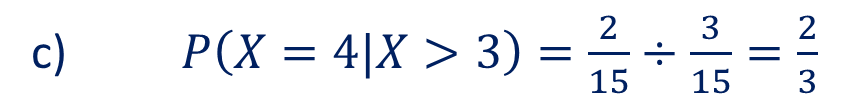 c) P(X = 4|X > 3) = 2/15 ÷ 3/15 = 2/3